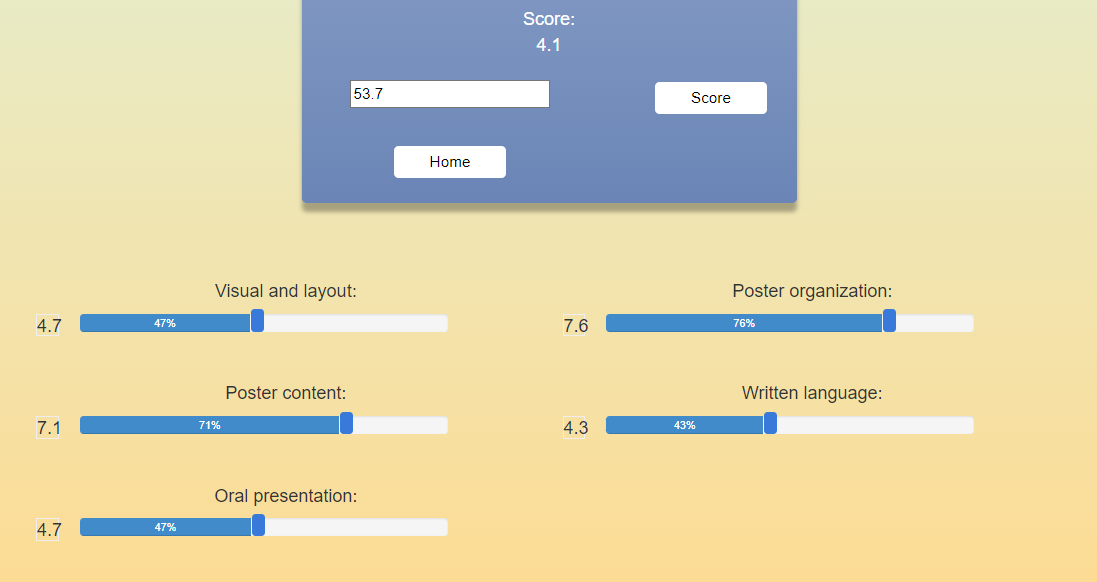 Score:
4.1
53.7
Score
Home
Visual and layout:
4.7
47%
Poster organization:
7.6
76%
Poster content:
7.1
71%
Written language:
4.3
43%
Oral presentation:
4.7
47%